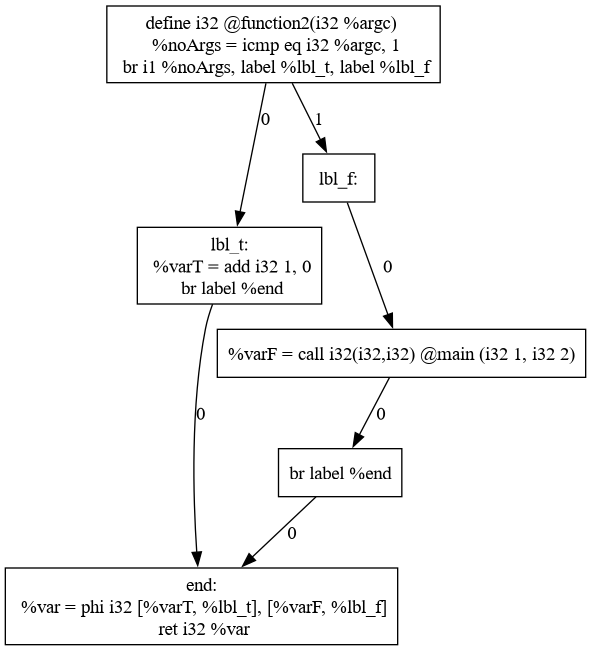 define i32 @function2(i32 %argc)
%noArgs = icmp eq i32 %argc, 1
br i1 %noArgs, label %lbl_t, label %lbl_f
0
1
lbl_f:
lbl_t:
%varT = add i32 1, 0
br label %end
0
%varF = call i32(i32,i32) @main (i32 1, i32 2)
0
0
br label %end
0
end:
%var = phi i32 [%varT, %lbl_t], [%varF, %lbl_f]
ret i32 %var